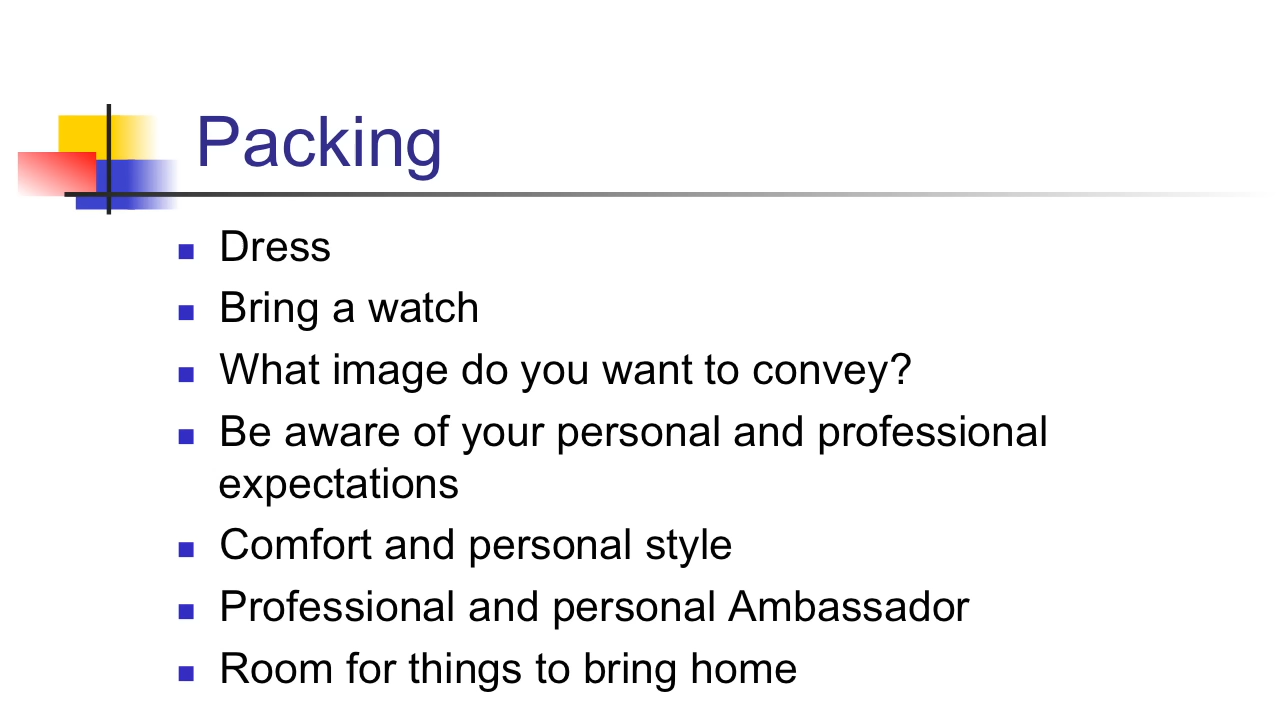 Packing
Dress
Bring a watch
What image do you want to convey?
Be aware of your personal and professional
expectations
Comfort and personal style
Professional and personal Ambassador
Room for things to bring home